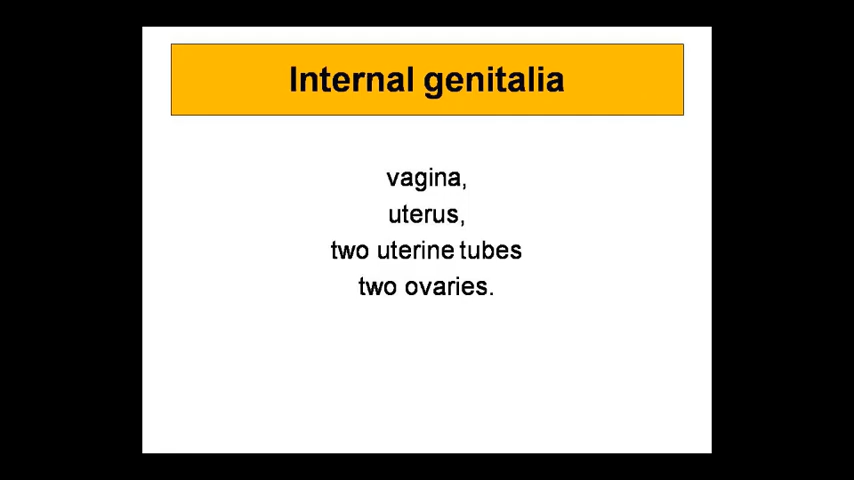 Internal genitalia
vagina,
uterus,
two uterine tubes
two ovaries.